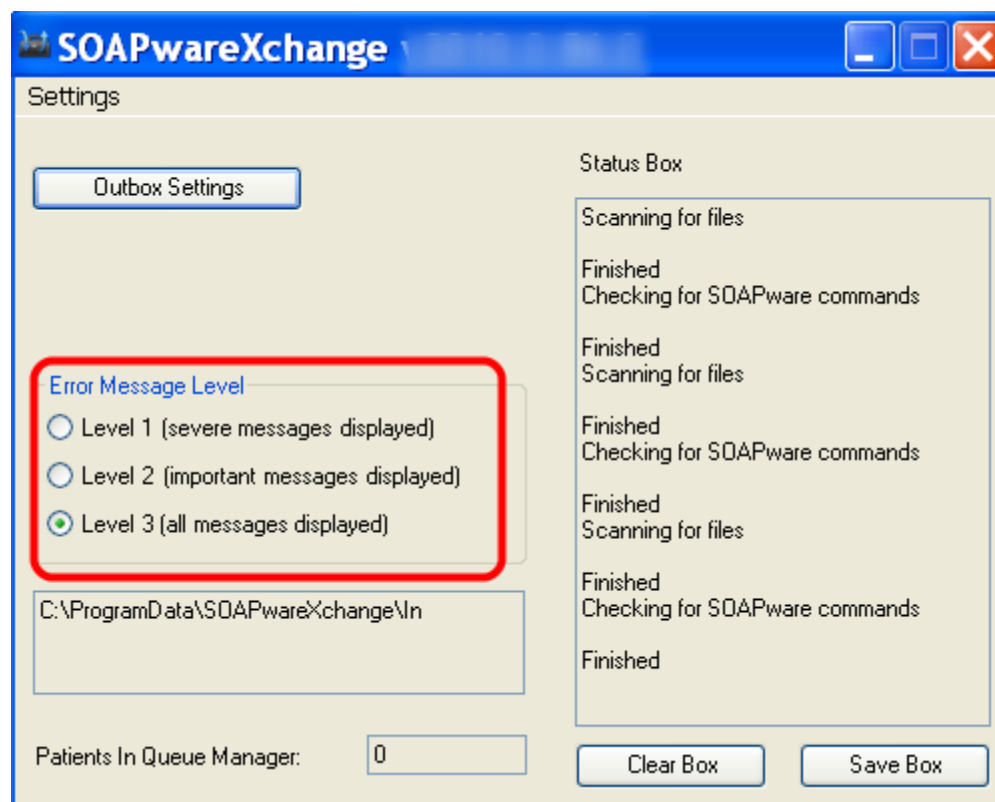 SOAPwareXchange
Settings
Outbox Settings
Error Message Level
Level 1 (severe messages displayed)
Level 2 (important messages displayed)
Level 3 (all messages displayed)
C:\ProgramData\SOAPwareXchange\In
Patients In Queue Manager: 0
Status Box
Scanning for files
Finished
Checking for SOAPware commands
Finished
Scanning for files
Finished
Checking for SOAPware commands
Finished
Scanning for files
Finished
Checking for SOAPware commands
Finished
Clear Box
Save Box